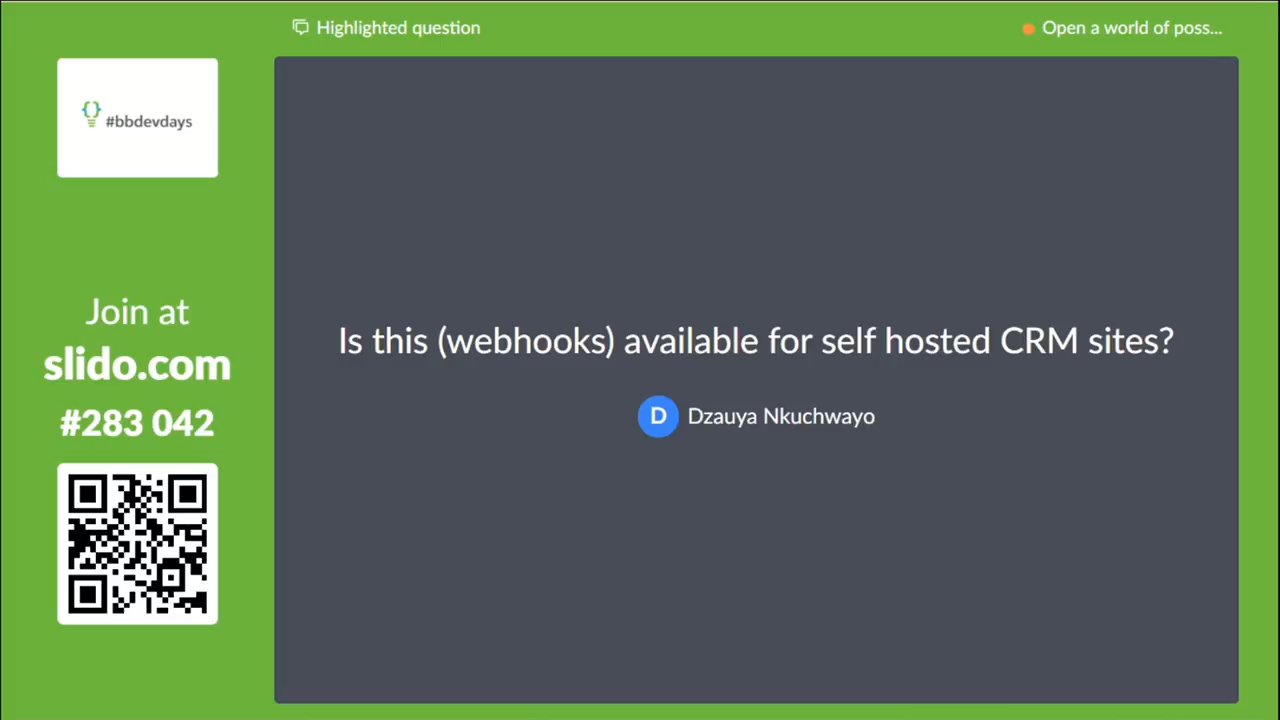 Highlighted question
Open a world of poss...
{} #bbdevdays
Join at
slido.com
#283 042
Is this (webhooks) available for self hosted CRM sites?
D Dzauya Nkuchwayo